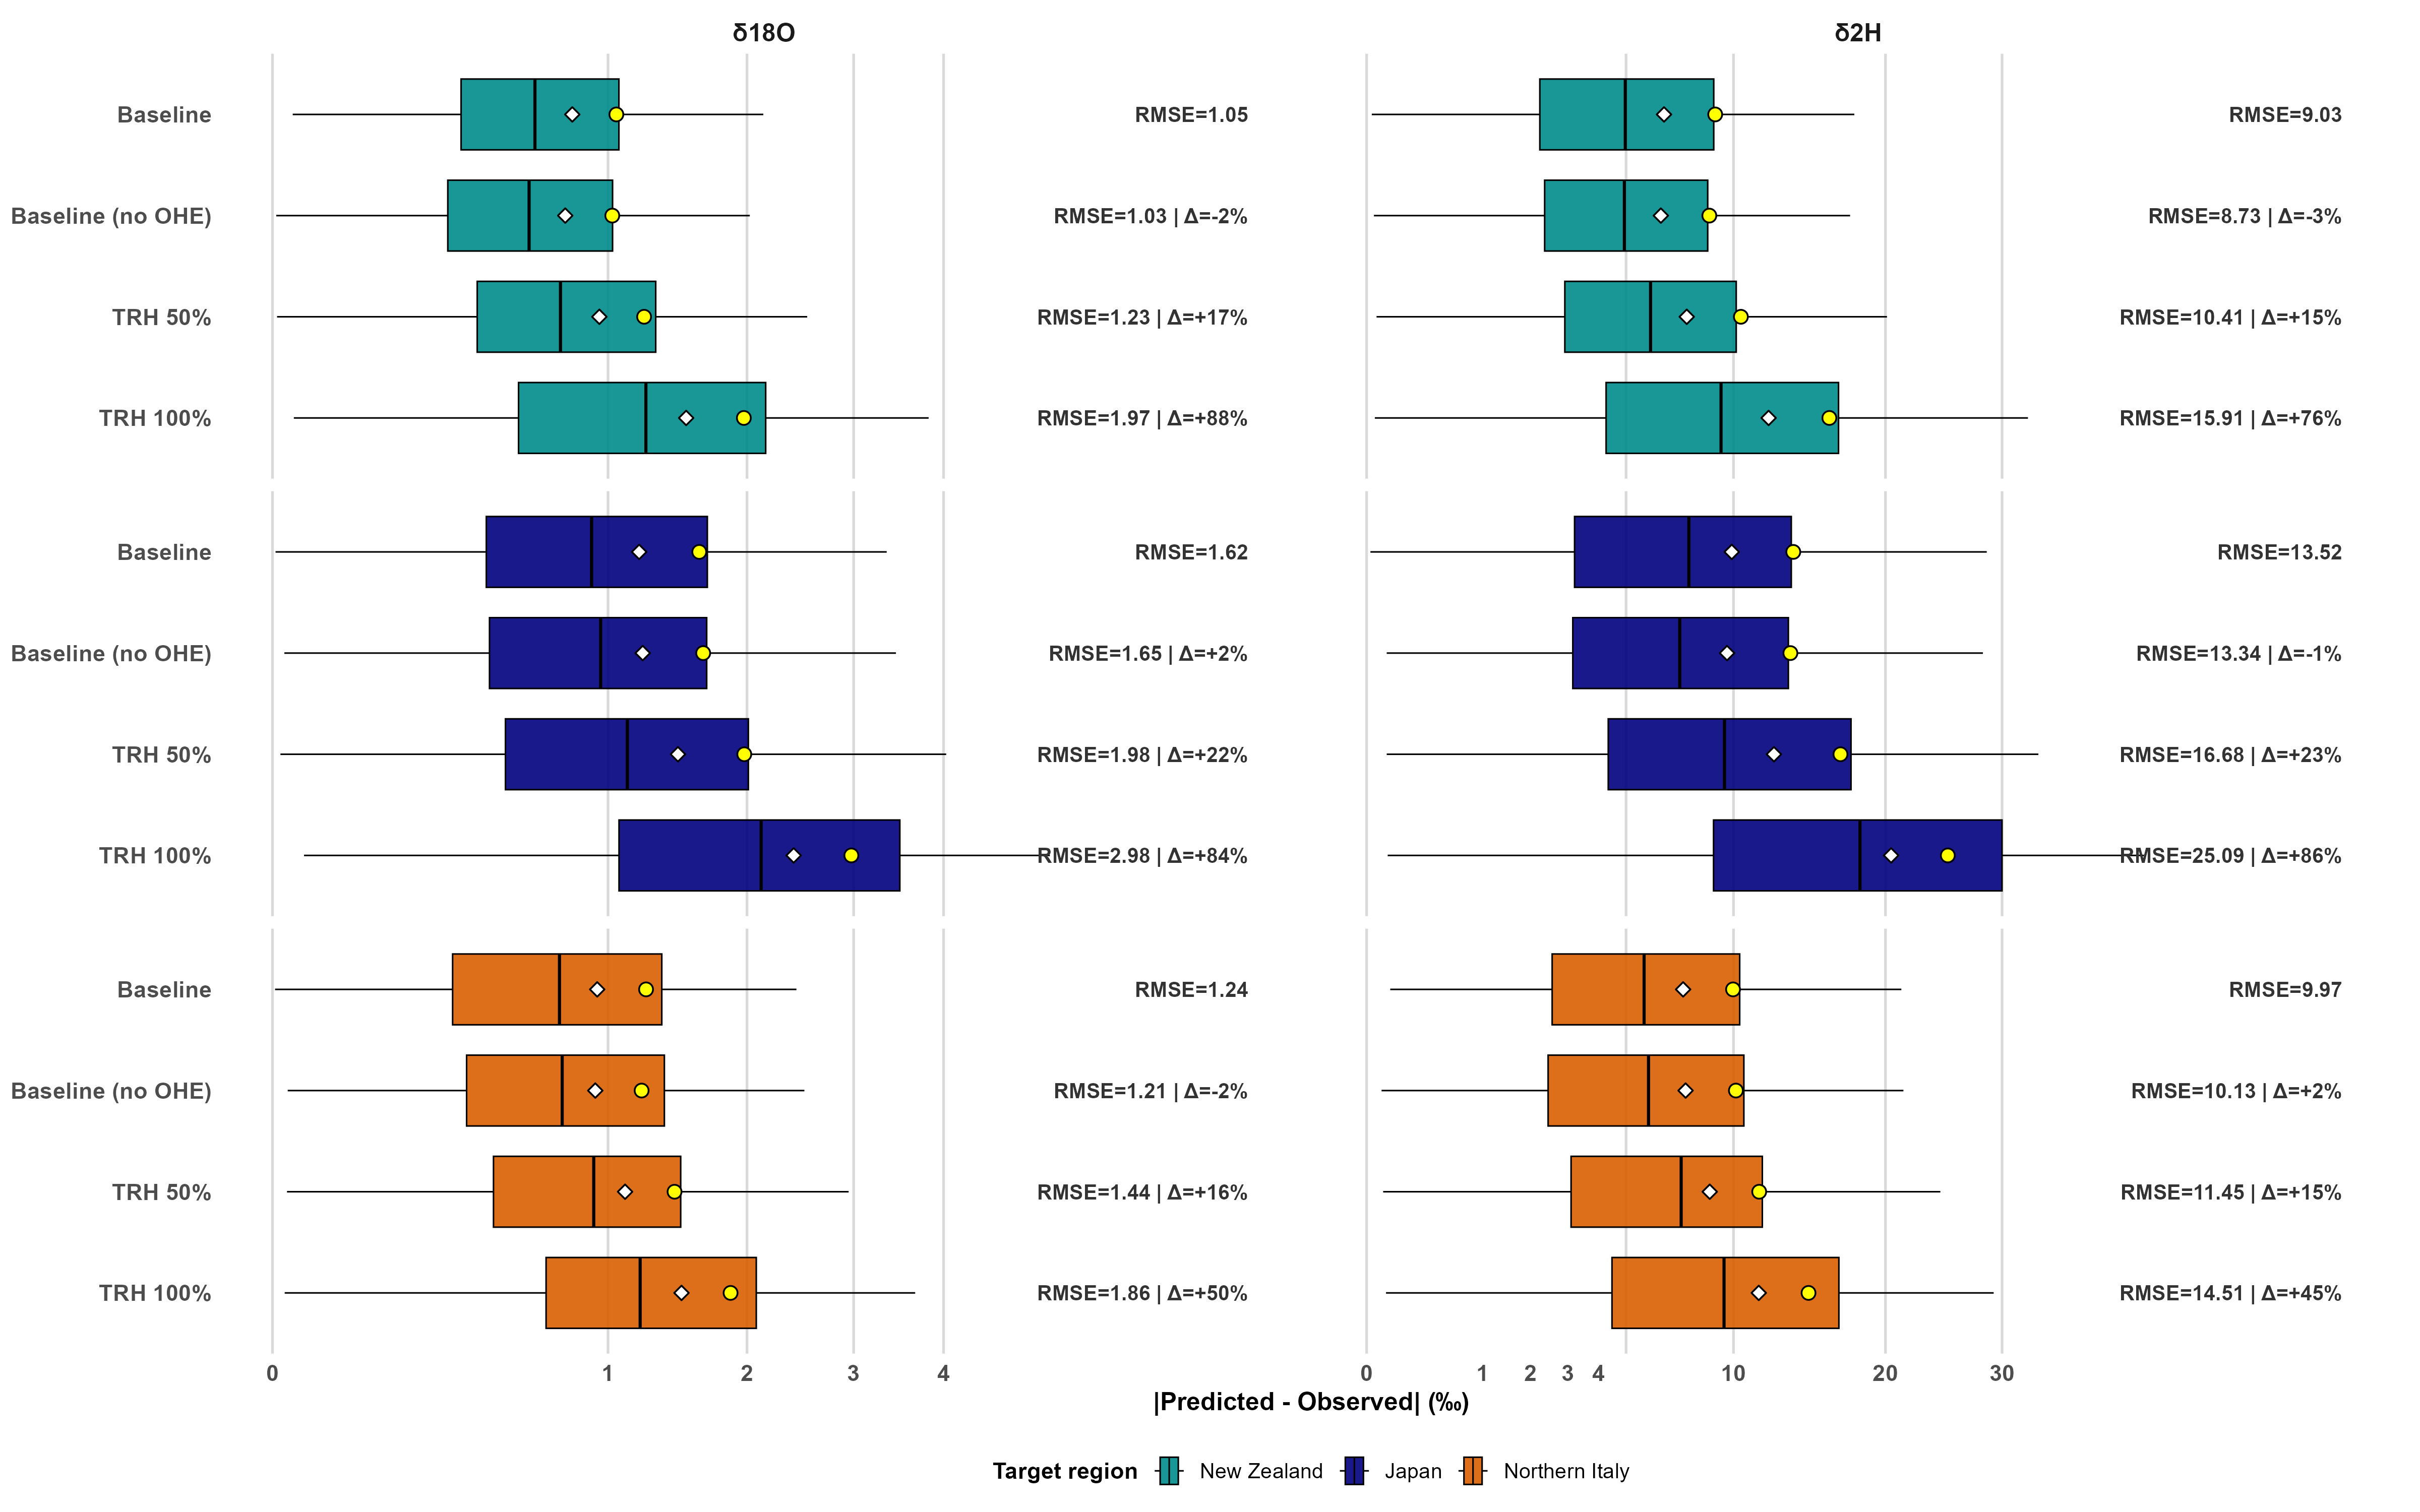 δ18O
δ2H
Baseline
RMSE=1.05
RMSE=9.03
Baseline (no OHE)
RMSE=1.03 | Δ=-2%
RMSE=8.73 | Δ=-3%
TRH 50%
RMSE=1.23 | Δ=+17%
RMSE=10.41 | Δ=+15%
TRH 100%
RMSE=1.97 | Δ=+88%
RMSE=15.91 | Δ=+76%
Baseline
RMSE=1.62
RMSE=13.52
Baseline (no OHE)
RMSE=1.65 | Δ=+2%
RMSE=13.34 | Δ=-1%
TRH 50%
RMSE=1.98 | Δ=+22%
RMSE=16.68 | Δ=+23%
TRH 100%
RMSE=2.98 | Δ=+84%
RMSE=25.09 | Δ=+86%
Baseline
RMSE=1.24
RMSE=9.97
Baseline (no OHE)
RMSE=1.21 | Δ=-2%
RMSE=10.13 | Δ=+2%
TRH 50%
RMSE=1.44 | Δ=+16%
RMSE=11.45 | Δ=+15%
TRH 100%
RMSE=1.86 | Δ=+50%
RMSE=14.51 | Δ=+45%
0 1 2 3 4
0 1 2 3 4 10 20 30
|Predicted - Observed| (‰)
Target region New Zealand Japan Northern Italy